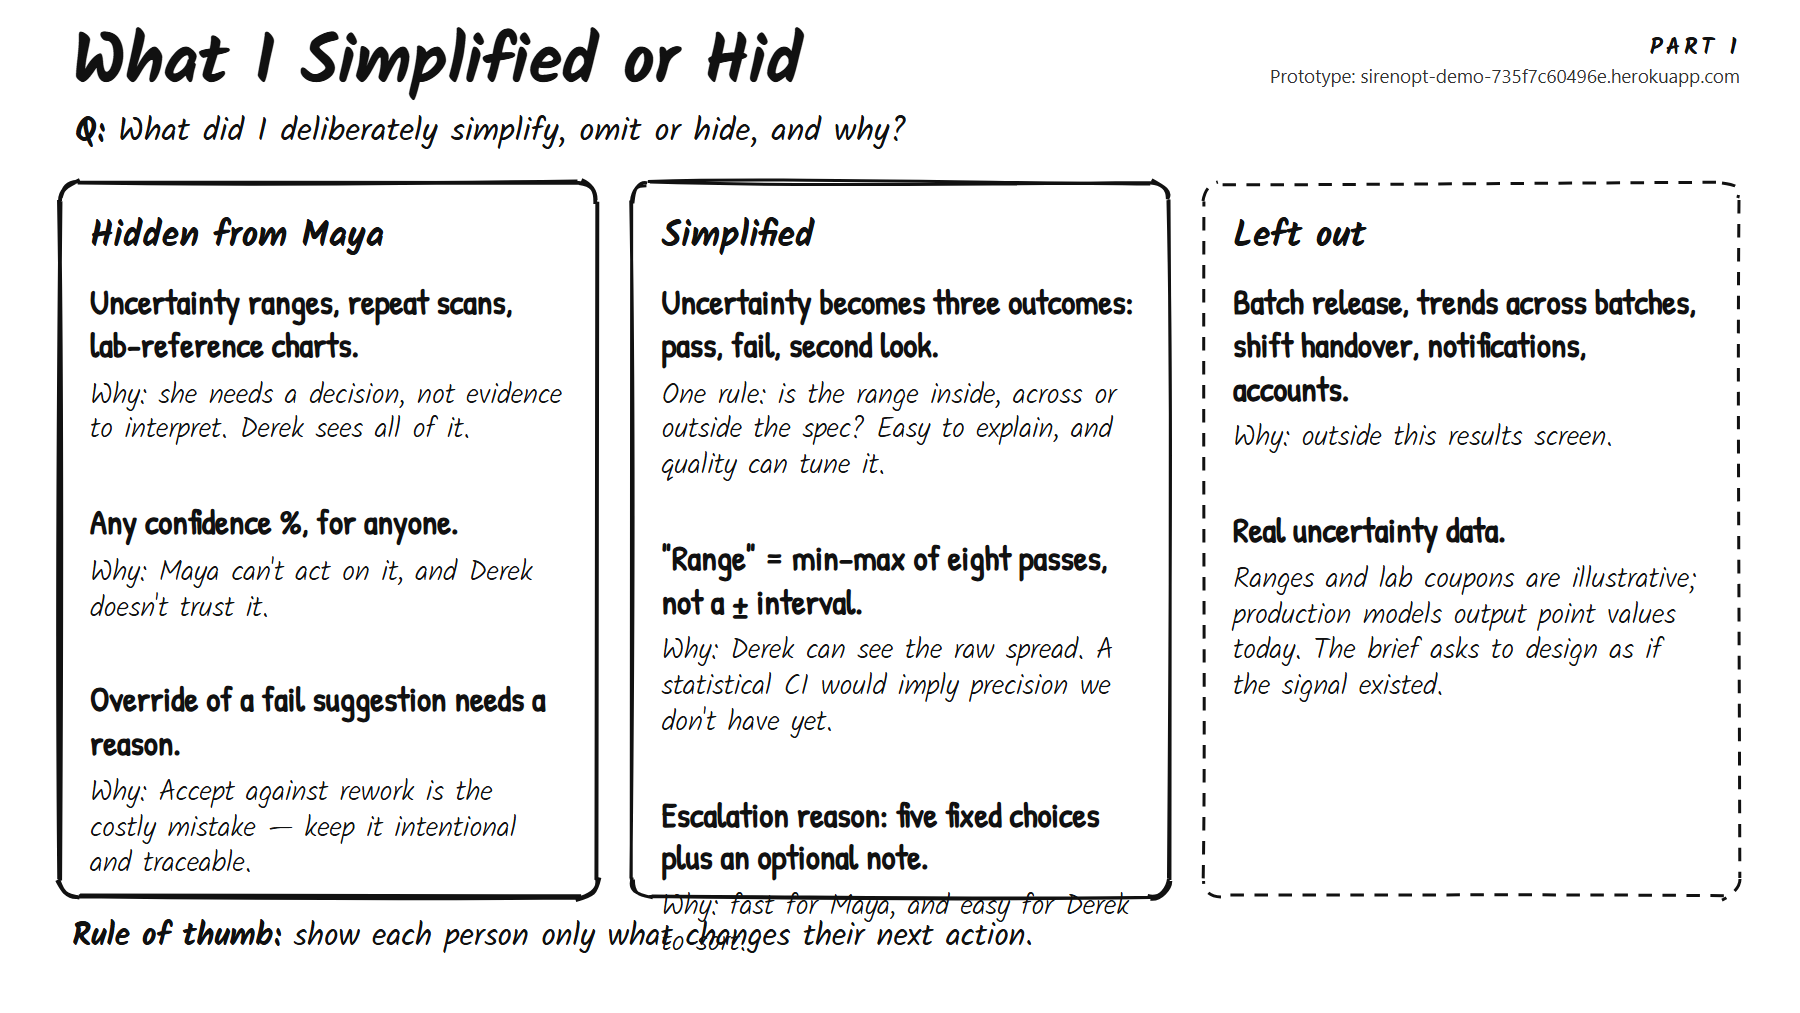 What I Simplified or Hid
PART 1
Prototype: sirenopt-demo-735f7c60496e.herokuapp.com
Q: What did I deliberately simplify, omit or hide, and why?
Hidden from Maya
Uncertainty ranges, repeat scans,
lab-reference charts.
Why: she needs a decision, not evidence
to interpret. Derek sees all of it.
Any confidence %, for anyone.
Why: Maya can't act on it, and Derek
doesn't trust it.
Override of a fail suggestion needs a
reason.
Why: Accept against rework is the
costly mistake — keep it intentional
and traceable.
Simplified
Uncertainty becomes three outcomes:
pass, fail, second look.
One rule: is the range inside, across or
outside the spec? Easy to explain, and
quality can tune it.
"Range" = min-max of eight passes,
not a ± interval.
Why: Derek can see the raw spread. A
statistical CI would imply precision we
don't have yet.
Escalation reason: five fixed choices
plus an optional note.
Why: fast for Maya, and easy for Derek
to sort.
Left out
Batch release, trends across batches,
shift handover, notifications,
accounts.
Why: outside this results screen.
Real uncertainty data.
Ranges and lab coupons are illustrative;
production models output point values
today. The brief asks to design as if
the signal existed.
Rule of thumb: show each person only what changes their next action.